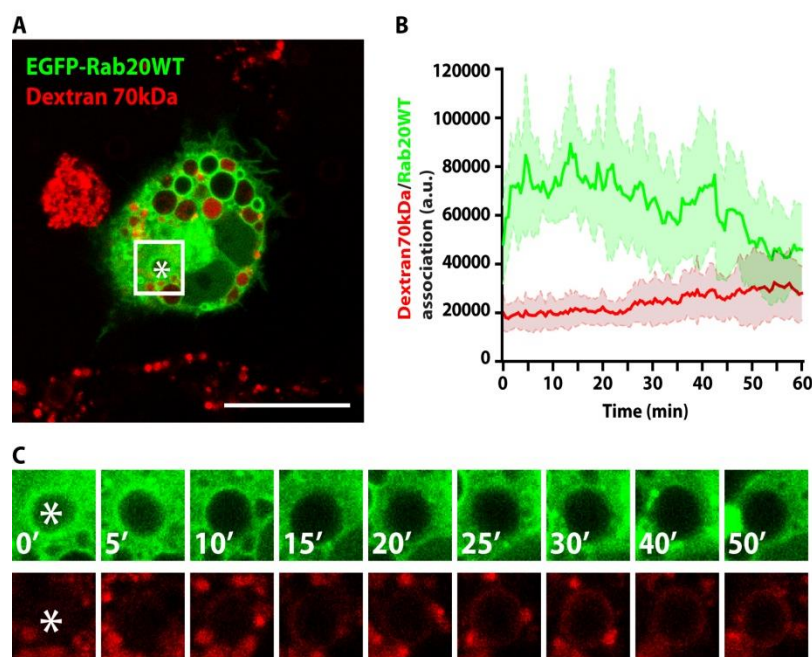 A
EGFP-Rab20WT
Dextran 70kDa
*
B
Dextran70kDa/Rab20WT
association (a.u.)
120000
100000
80000
60000
40000
20000
0
0 10 20 30 40 50 60
Time (min)
C
*
0’ 5’ 10’ 15’ 20’ 25’ 30’ 40’ 50’
*